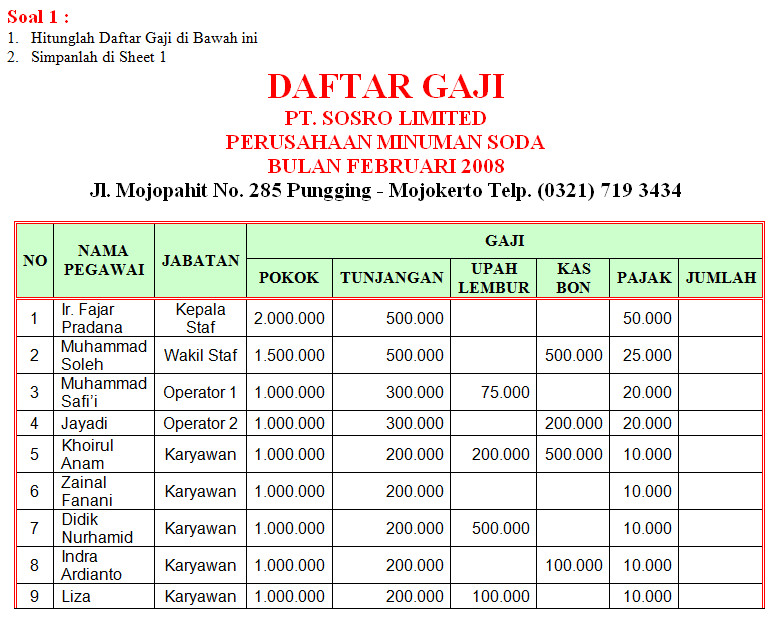 Soal 1 :
1. Hitunglah Daftar Gaji di Bawah ini
2. Simpanlah di Sheet 1
DAFTAR GAJI
PT. SOSRO LIMITED
PERUSAHAAN MINUMAN SODA
BULAN FEBRUARI 2008
Jl. Mojopahit No. 285 Pungging - Mojokerto Telp. (0321) 719 3434
NO NAMA PEGAWAI JABATAN GAJI
POKOK TUNJANGAN UPAH LEMBUR KAS BON PAJAK JUMLAH
1 Ir. Fajar Pradana Kepala Staf 2.000.000 500.000 50.000
2 Muhammad Soleh Wakil Staf 1.500.000 500.000 500.000 25.000
3 Muhammad Safi'i Operator 1 1.000.000 300.000 75.000 20.000
4 Jayadi Operator 2 1.000.000 300.000 200.000 20.000
5 Khoirul Anam Karyawan 1.000.000 200.000 200.000 500.000 10.000
6 Zainal Fanani Karyawan 1.000.000 200.000 10.000
7 Didik Nurhamid Karyawan 1.000.000 200.000 500.000 10.000
8 Indra Ardianto Karyawan 1.000.000 200.000 100.000 10.000
9 Liza Karyawan 1.000.000 200.000 100.000 10.000